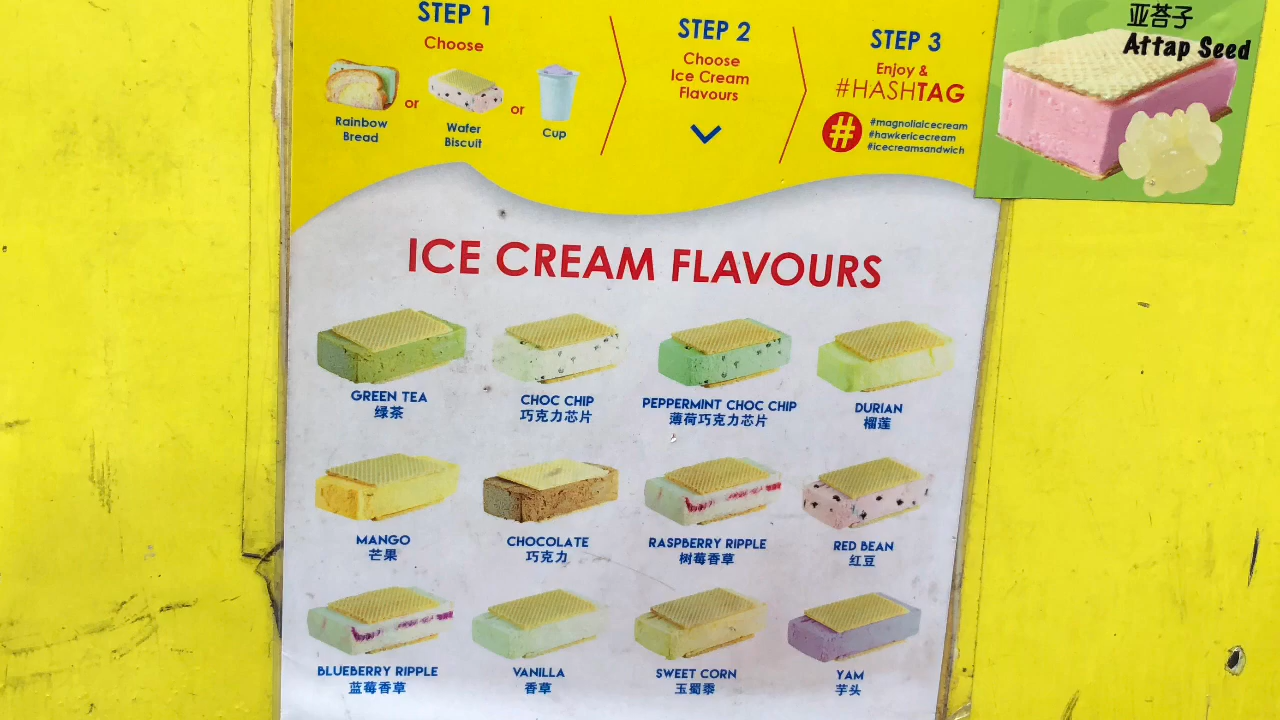 STEP 1
Choose
Rainbow
Bread
or
Wafer
Biscuit
or
Cup
STEP 2
Choose
Ice Cream
Flavours
STEP 3
Enjoy &
#HASHTAG
#
#magnoliaicecream
#hawkericecream
#icecreamsandwich
亚荅子
Attap Seed
ICE CREAM FLAVOURS
GREEN TEA
绿茶
CHOC CHIP
巧克力芯片
PEPPERMINT CHOC CHIP
薄荷巧克力芯片
DURIAN
榴莲
MANGO
芒果
CHOCOLATE
巧克力
RASPBERRY RIPPLE
树莓香草
RED BEAN
红豆
BLUEBERRY RIPPLE
蓝莓香草
VANILLA
香草
SWEET CORN
玉蜀黍
YAM
芋头